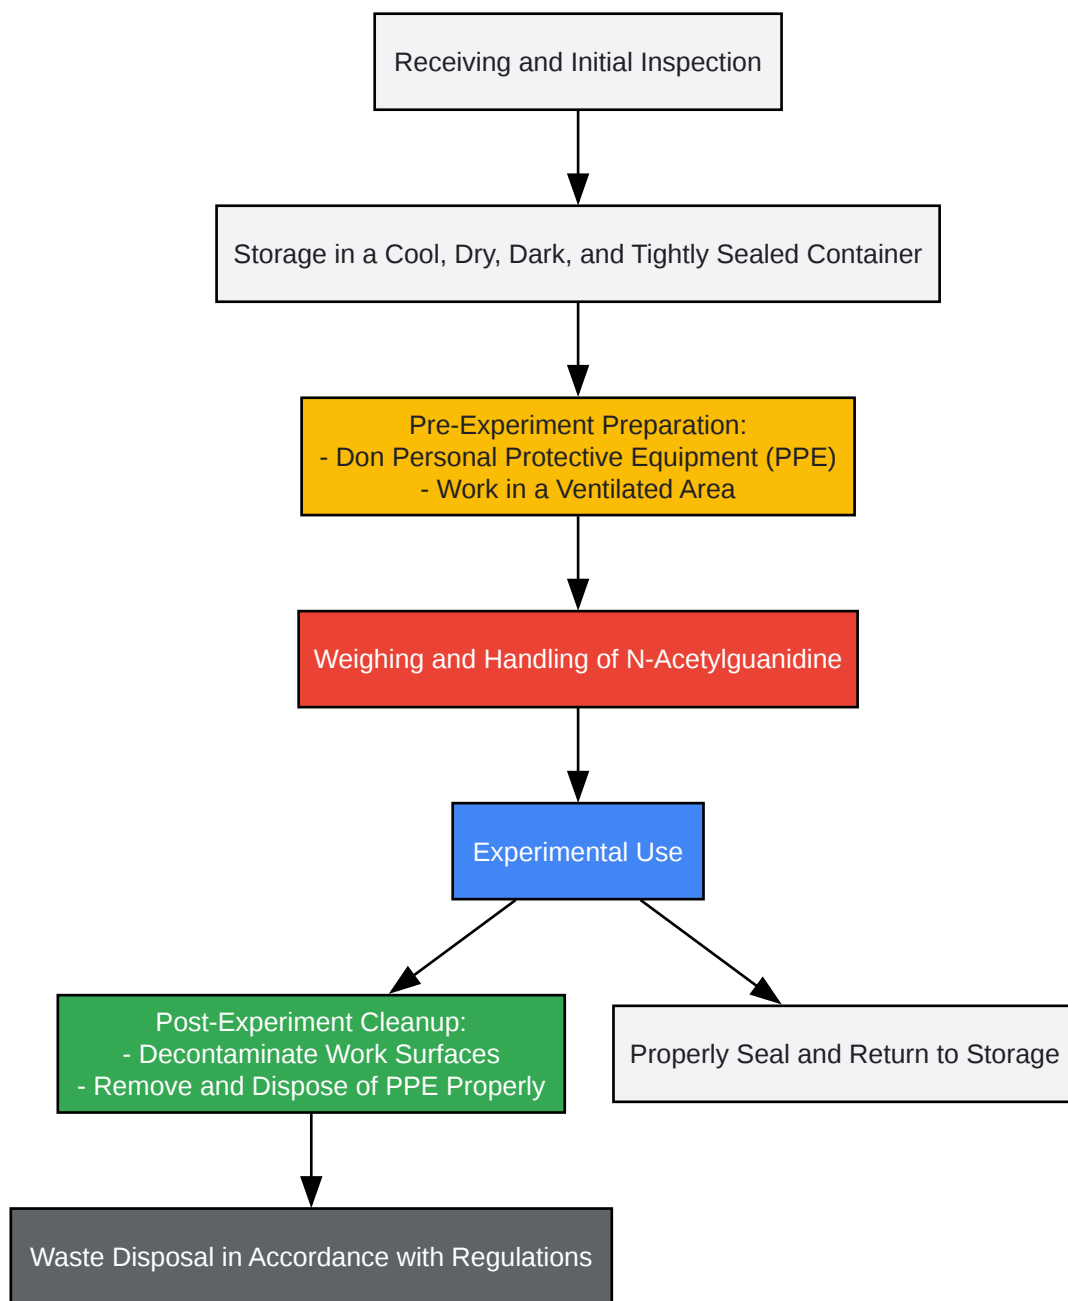 Receiving and Initial Inspection
Storage in a Cool, Dry, Dark, and Tightly Sealed Container
Pre-Experiment Preparation:
- Don Personal Protective Equipment (PPE)
- Work in a Ventilated Area
Weighing and Handling of N-Acetylguanidine
Experimental Use
Post-Experiment Cleanup:
- Decontaminate Work Surfaces
- Remove and Dispose of PPE Properly
Properly Seal and Return to Storage
Waste Disposal in Accordance with Regulations